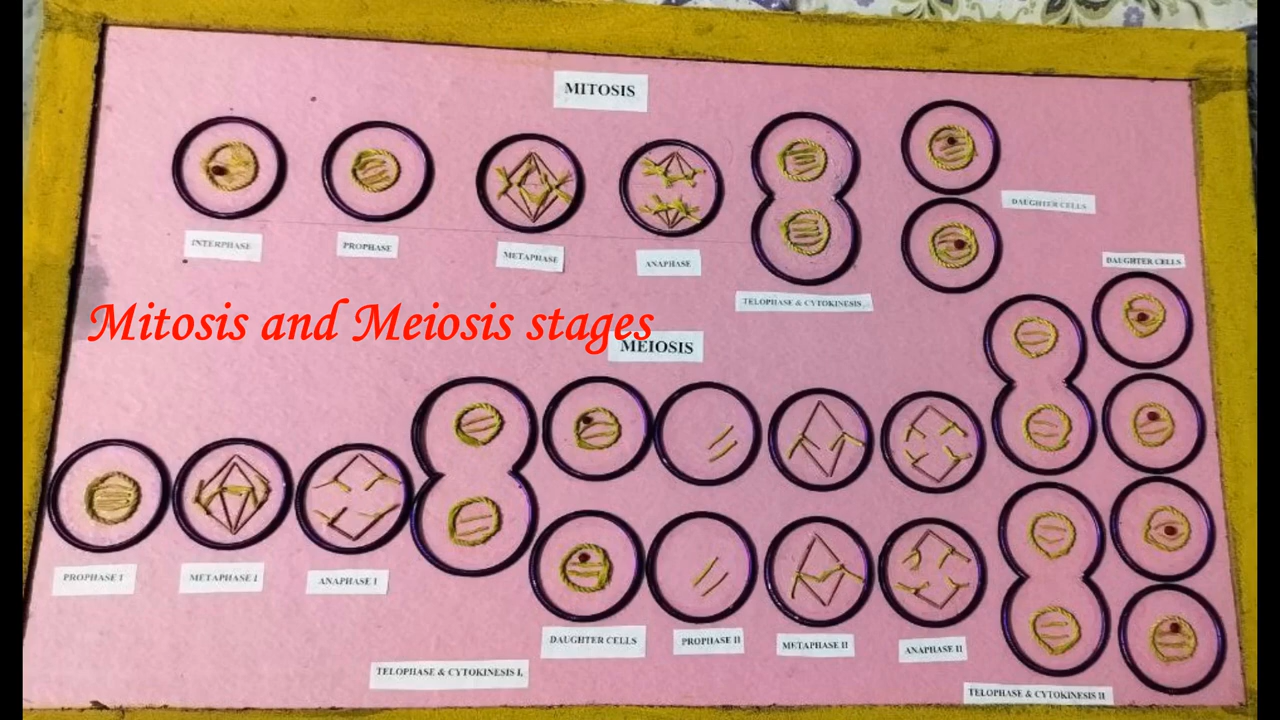 MITOSIS
INTERPHASE
PROPHASE
METAPHASE
ANAPHASE
TELOPHASE & CYTOKINESIS
DAUGHTER CELLS
DAUGHTER CELLS
Mitosis and Meiosis stages
MEIOSIS
PROPHASE I
METAPHASE I
ANAPHASE I
TELOPHASE & CYTOKINESIS I,
DAUGHTER CELLS
PROPHASE II
METAPHASE II
ANAPHASE II
TELOPHASE & CYTOKINESIS II